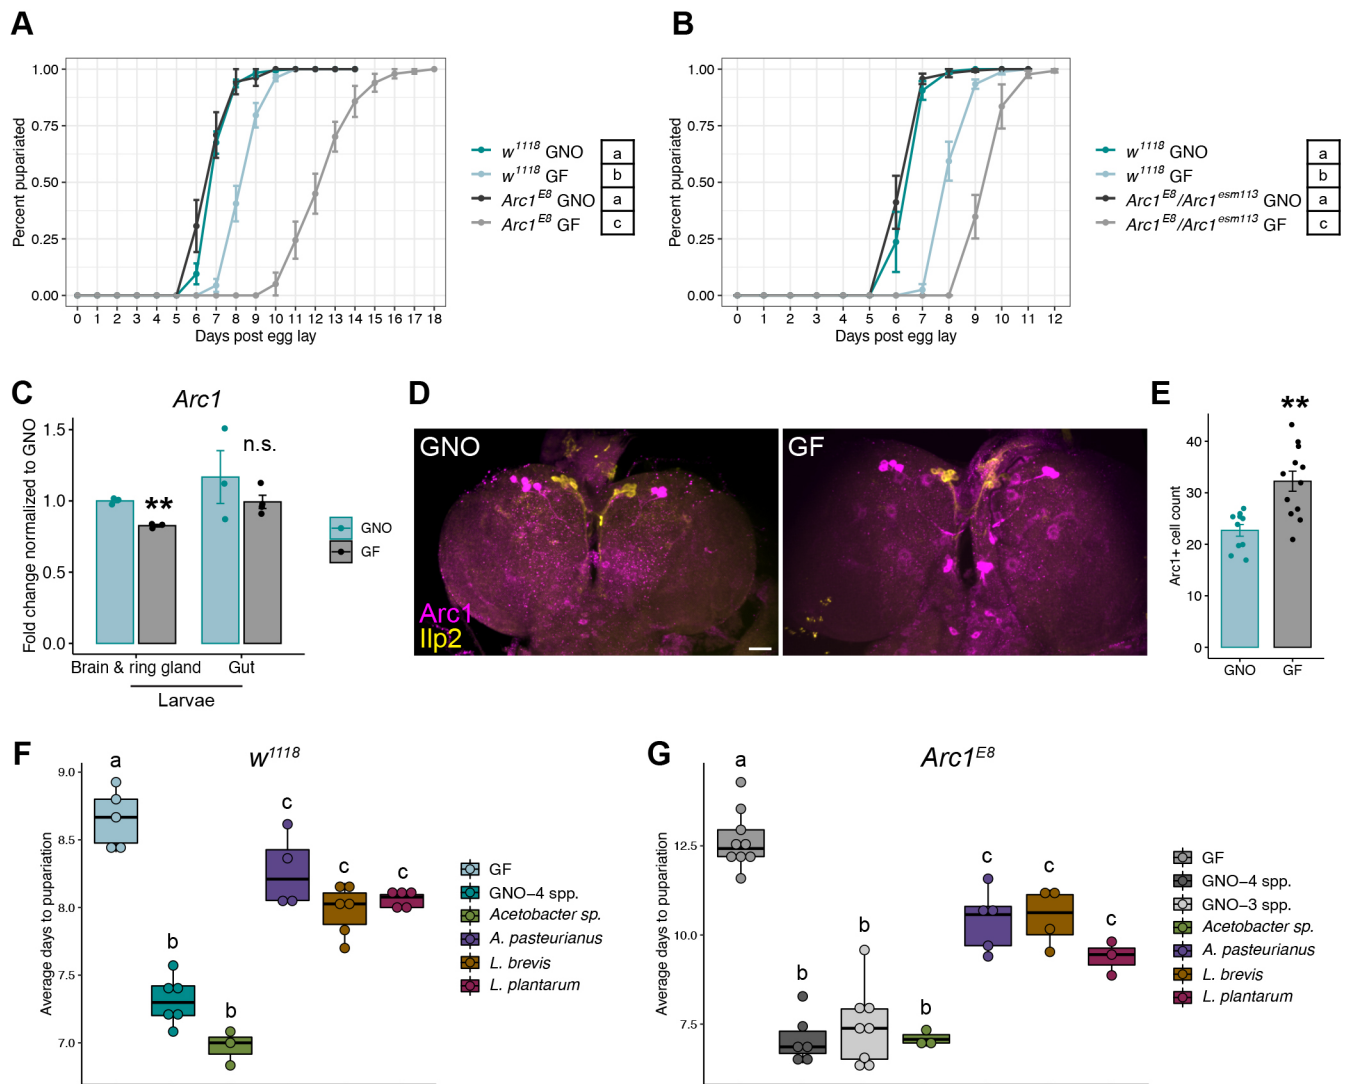 A
Percent pupariated
1.00
0.75
0.50
0.25
0.00
0 1 2 3 4 5 6 7 8 9 10 11 12 13 14 15 16 17 18
Days post egg lay
w1118 GNO a
w1118 GF b
Arc1E8 GNO a
Arc1E8 GF c
B
Percent pupariated
1.00
0.75
0.50
0.25
0.00
0 1 2 3 4 5 6 7 8 9 10 11 12
Days post egg lay
w1118 GNO a
w1118 GF b
Arc1E8/Arc1esm113 GNO a
Arc1E8/Arc1esm113 GF c
C
Arc1
Fold change normalized to GNO
1.5
1.0
0.5
0.0
**
n.s.
Brain & ring gland Gut
Larvae
GNO
GF
D
GNO
Arc1
Ilp2
GF
E
**
Arc1+ cell count
40
30
20
10
0
GNO GF
F
w1118
Average days to pupariation
9.0
8.5
8.0
7.5
7.0
a
b
b
c
c
c
GF
GNO−4 spp.
Acetobacter sp.
A. pasteurianus
L. brevis
L. plantarum
G
Arc1E8
Average days to pupariation
12.5
10.0
7.5
a
b
b
b
c
c
c
GF
GNO−4 spp.
GNO−3 spp.
Acetobacter sp.
A. pasteurianus
L. brevis
L. plantarum